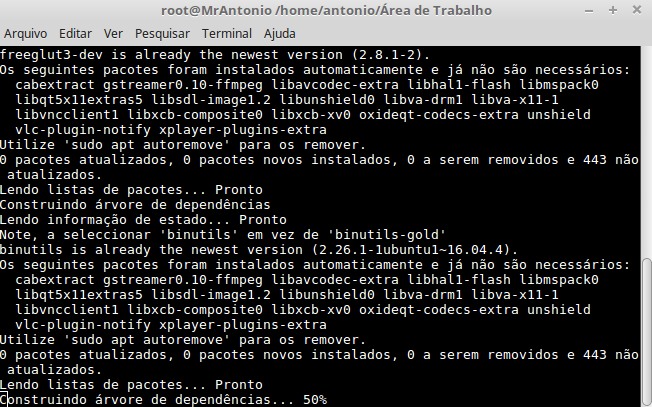 root@MrAntonio /home/antonio/Área de Trabalho
Arquivo Editar Ver Pesquisar Terminal Ajuda
freeglut3-dev is already the newest version (2.8.1-2).
Os seguintes pacotes foram instalados automaticamente e já não são necessários:
  cabextract gstreamer0.10-ffmpeg libavcodec-extra libhal1-flash libmspack0
  libqt5x11extras5 libsdl-image1.2 libunshield0 libva-drm1 libva-x11-1
  libvncclient1 libxcb-composite0 libxcb-xv0 oxideqt-codecs-extra unshield
  vlc-plugin-notify xplayer-plugins-extra
Utilize 'sudo apt autoremove' para os remover.
0 pacotes atualizados, 0 pacotes novos instalados, 0 a serem removidos e 443 não
 atualizados.
Lendo listas de pacotes... Pronto
Construindo árvore de dependências
Lendo informação de estado... Pronto
Note, a seleccionar 'binutils' em vez de 'binutils-gold'
binutils is already the newest version (2.26.1-1ubuntu1~16.04.4).
Os seguintes pacotes foram instalados automaticamente e já não são necessários:
  cabextract gstreamer0.10-ffmpeg libavcodec-extra libhal1-flash libmspack0
  libqt5x11extras5 libsdl-image1.2 libunshield0 libva-drm1 libva-x11-1
  libvncclient1 libxcb-composite0 libxcb-xv0 oxideqt-codecs-extra unshield
  vlc-plugin-notify xplayer-plugins-extra
Utilize 'sudo apt autoremove' para os remover.
0 pacotes atualizados, 0 pacotes novos instalados, 0 a serem removidos e 443 não
 atualizados.
Lendo listas de pacotes... Pronto
Construindo árvore de dependências... 50%